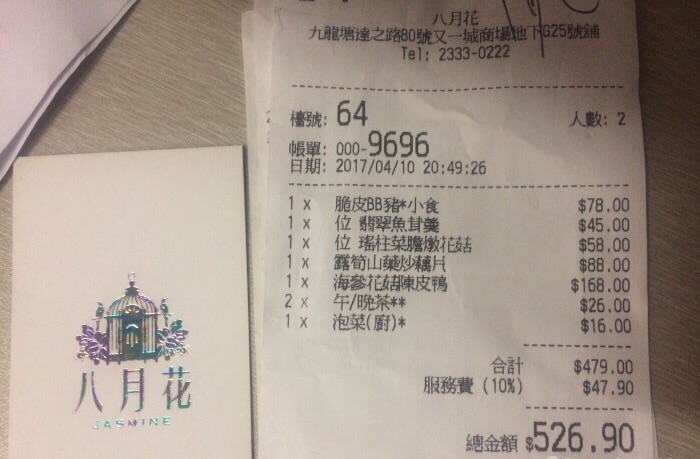 八月花
九龍塘達之路80號又一城商場地下G25號舖
Tel: 2333-0222
檯號: 64
人數: 2
帳單: 000-9696
日期: 2017/04/10 20:49:26
1 x 脆皮BB豬*小食 $78.00
1 x 位 翡翠魚茸羹 $45.00
1 x 位 瑤柱菜膽燉花菇 $58.00
1 x 露筍山藥炒藕片 $88.00
1 x 海參花菇陳皮鴨 $168.00
2 x 午/晚茶** $26.00
1 x 泡菜(廚)* $16.00
合計 $479.00
服務費 (10%) $47.90
總金額 $526.90
八月花
JASMINE